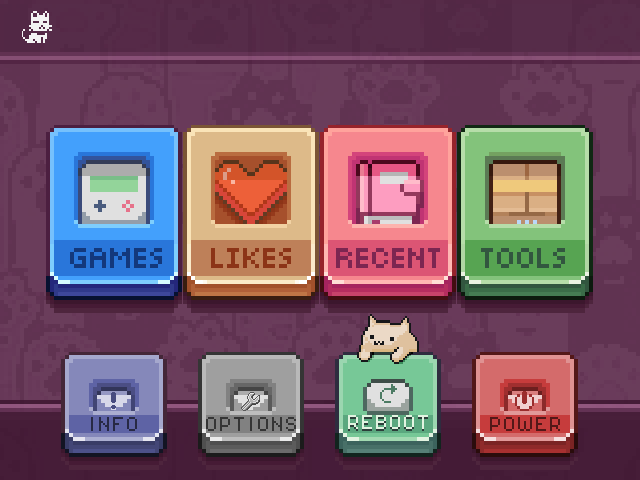 GAMES
LIKES
RECENT
TOOLS
INFO
OPTIONS
REBOOT
POWER